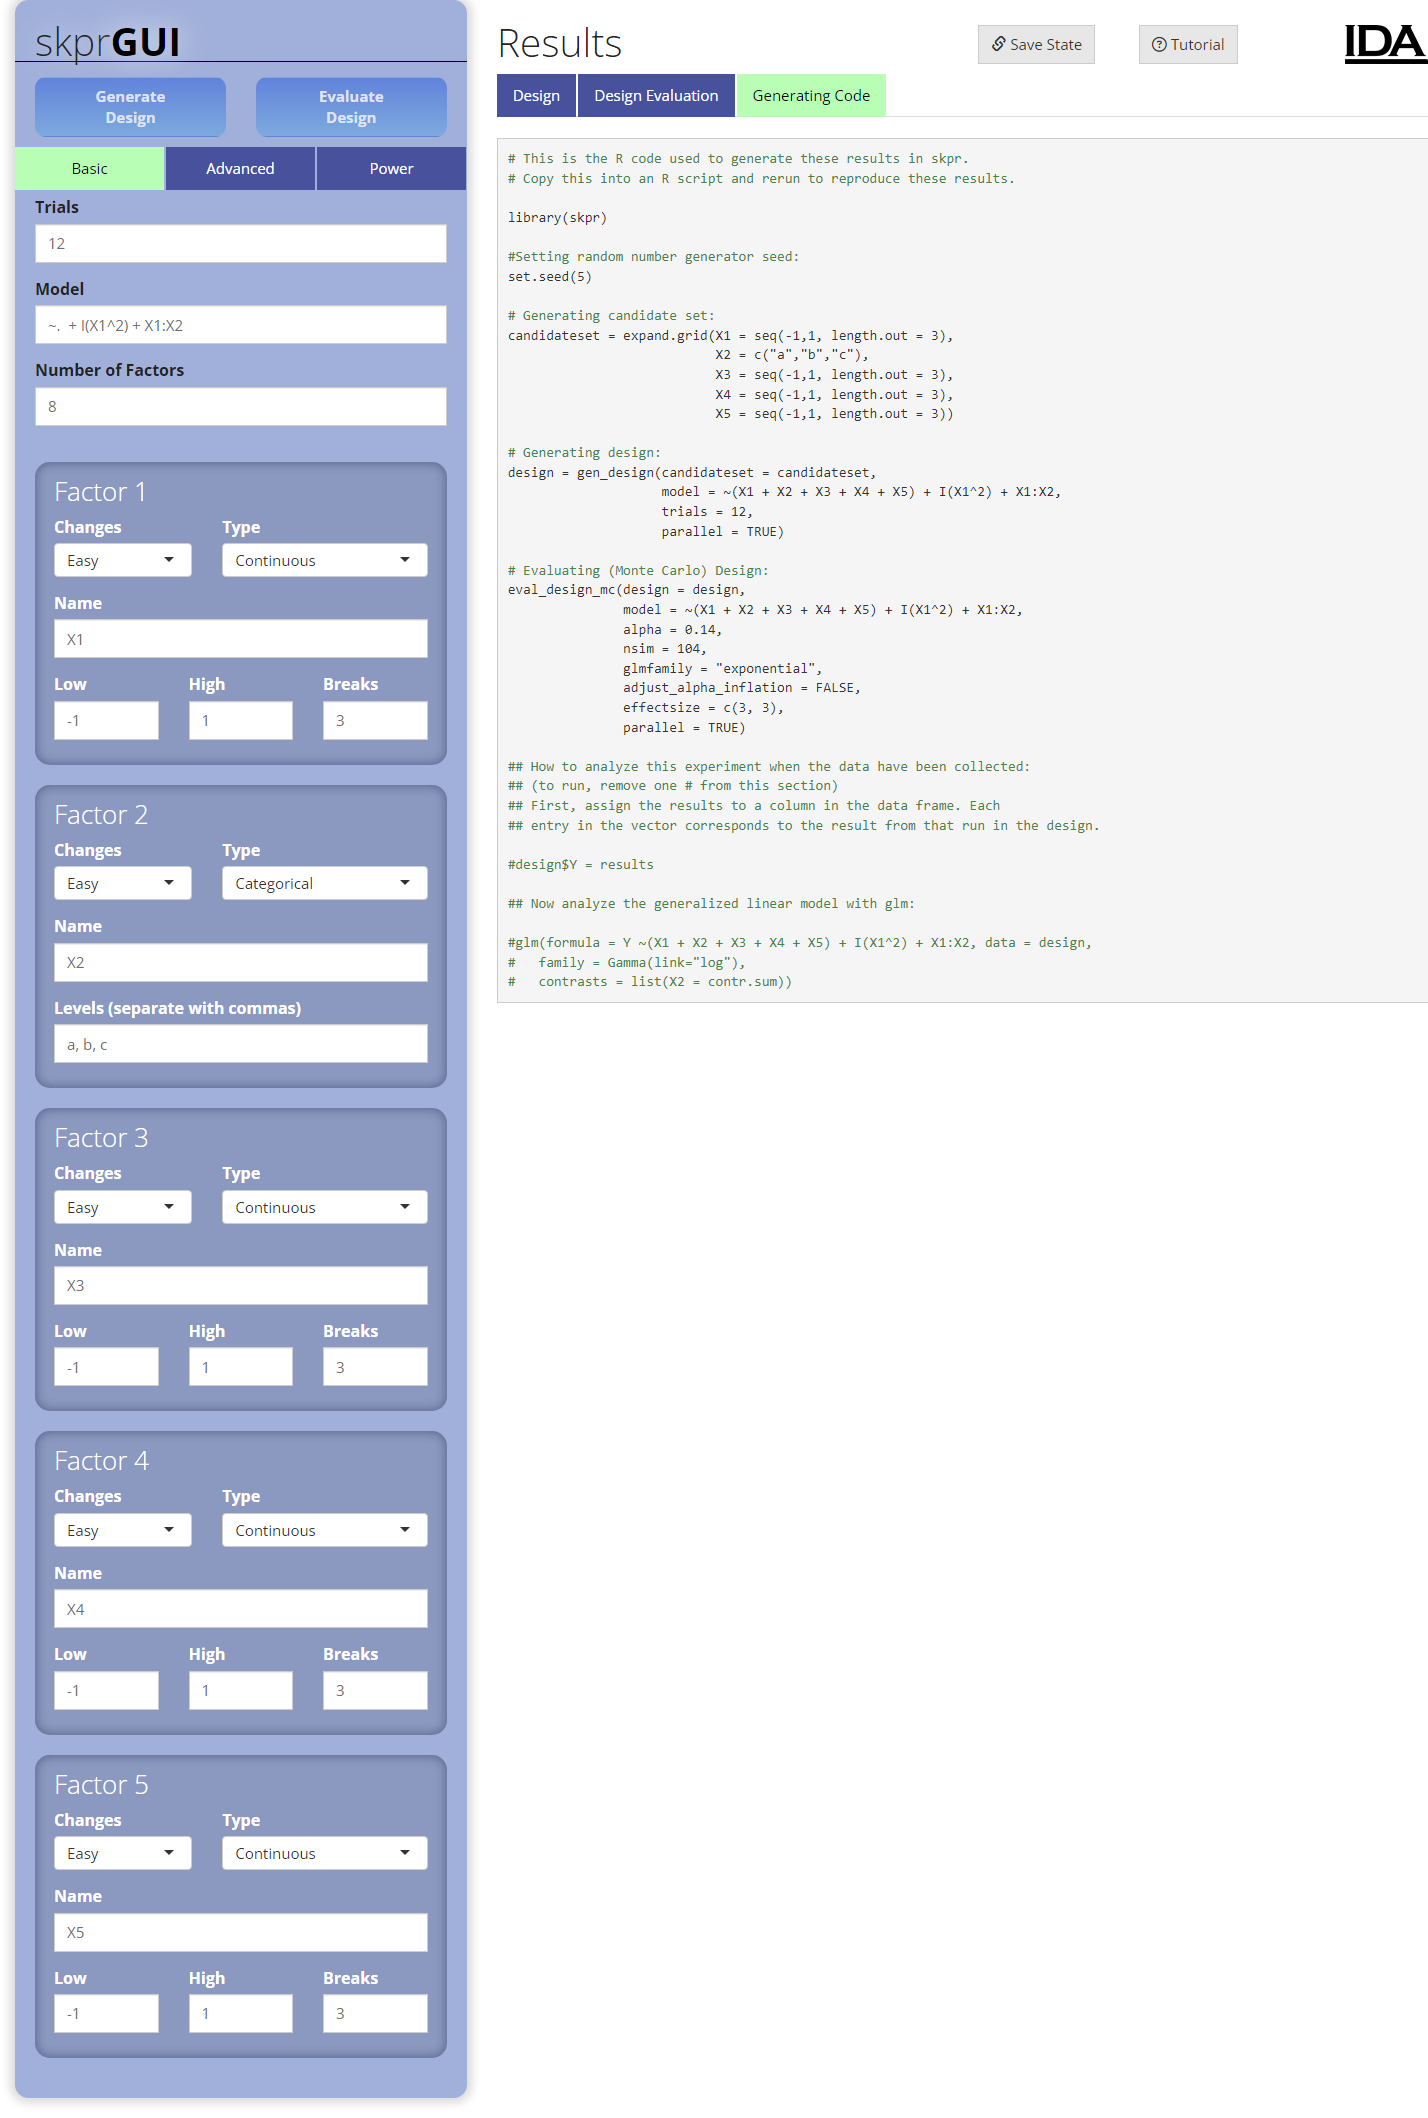 skprGUI
Generate Design
Evaluate Design
Basic
Advanced
Power
Trials
12
Model
~. + I(X1^2) + X1:X2
Number of Factors
8
Factor 1
Changes
Type
Easy
Continuous
Name
X1
Low
High
Breaks
-1
1
3
Factor 2
Changes
Type
Easy
Categorical
Name
X2
Levels (separate with commas)
a, b, c
Factor 3
Changes
Type
Easy
Continuous
Name
X3
Low
High
Breaks
-1
1
3
Factor 4
Changes
Type
Easy
Continuous
Name
X4
Low
High
Breaks
-1
1
3
Factor 5
Changes
Type
Easy
Continuous
Name
X5
Low
High
Breaks
-1
1
3
Results
Save State
Tutorial
IDA
Design
Design Evaluation
Generating Code
# This is the R code used to generate these results in skpr.
# Copy this into an R script and rerun to reproduce these results.
library(skpr)
#Setting random number generator seed:
set.seed(5)
# Generating candidate set:
candidateset = expand.grid(X1 = seq(-1,1, length.out = 3),
X2 = c("a","b","c"),
X3 = seq(-1,1, length.out = 3),
X4 = seq(-1,1, length.out = 3),
X5 = seq(-1,1, length.out = 3))
# Generating design:
design = gen_design(candidateset = candidateset,
model = ~(X1 + X2 + X3 + X4 + X5) + I(X1^2) + X1:X2,
trials = 12,
parallel = TRUE)
# Evaluating (Monte Carlo) Design:
eval_design_mc(design = design,
model = ~(X1 + X2 + X3 + X4 + X5) + I(X1^2) + X1:X2,
alpha = 0.14,
nsim = 104,
glmfamily = "exponential",
adjust_alpha_inflation = FALSE,
effectsize = c(3, 3),
parallel = TRUE)
## How to analyze this experiment when the data have been collected:
## (to run, remove one # from this section)
## First, assign the results to a column in the data frame. Each
## entry in the vector corresponds to the result from that run in the design.
#design$Y = results
## Now analyze the generalized linear model with glm:
#glm(formula = Y ~(X1 + X2 + X3 + X4 + X5) + I(X1^2) + X1:X2, data = design,
#   family = Gamma(link="log"),
#   contrasts = list(X2 = contr.sum))